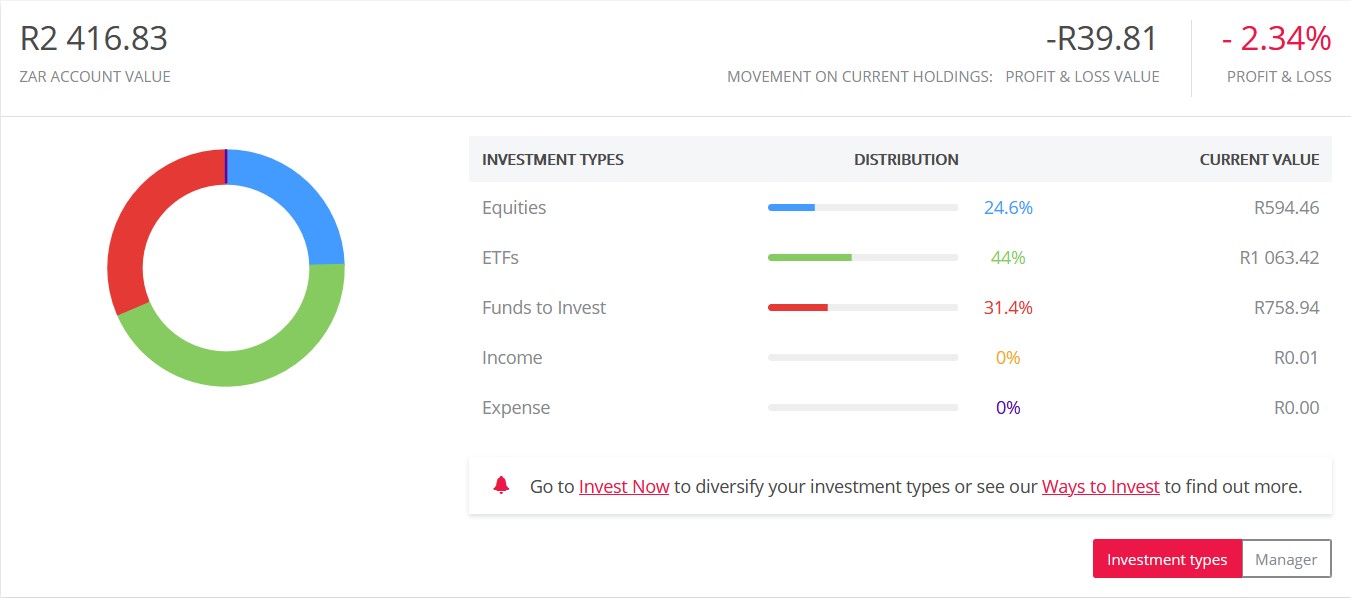 R2 416.83
ZAR ACCOUNT VALUE
-R39.81
MOVEMENT ON CURRENT HOLDINGS: PROFIT & LOSS VALUE
- 2.34%
PROFIT & LOSS
INVESTMENT TYPES DISTRIBUTION CURRENT VALUE
Equities 24.6% R594.46
ETFs 44% R1 063.42
Funds to Invest 31.4% R758.94
Income 0% R0.01
Expense 0% R0.00
Go to Invest Now to diversify your investment types or see our Ways to Invest to find out more.
Investment types Manager